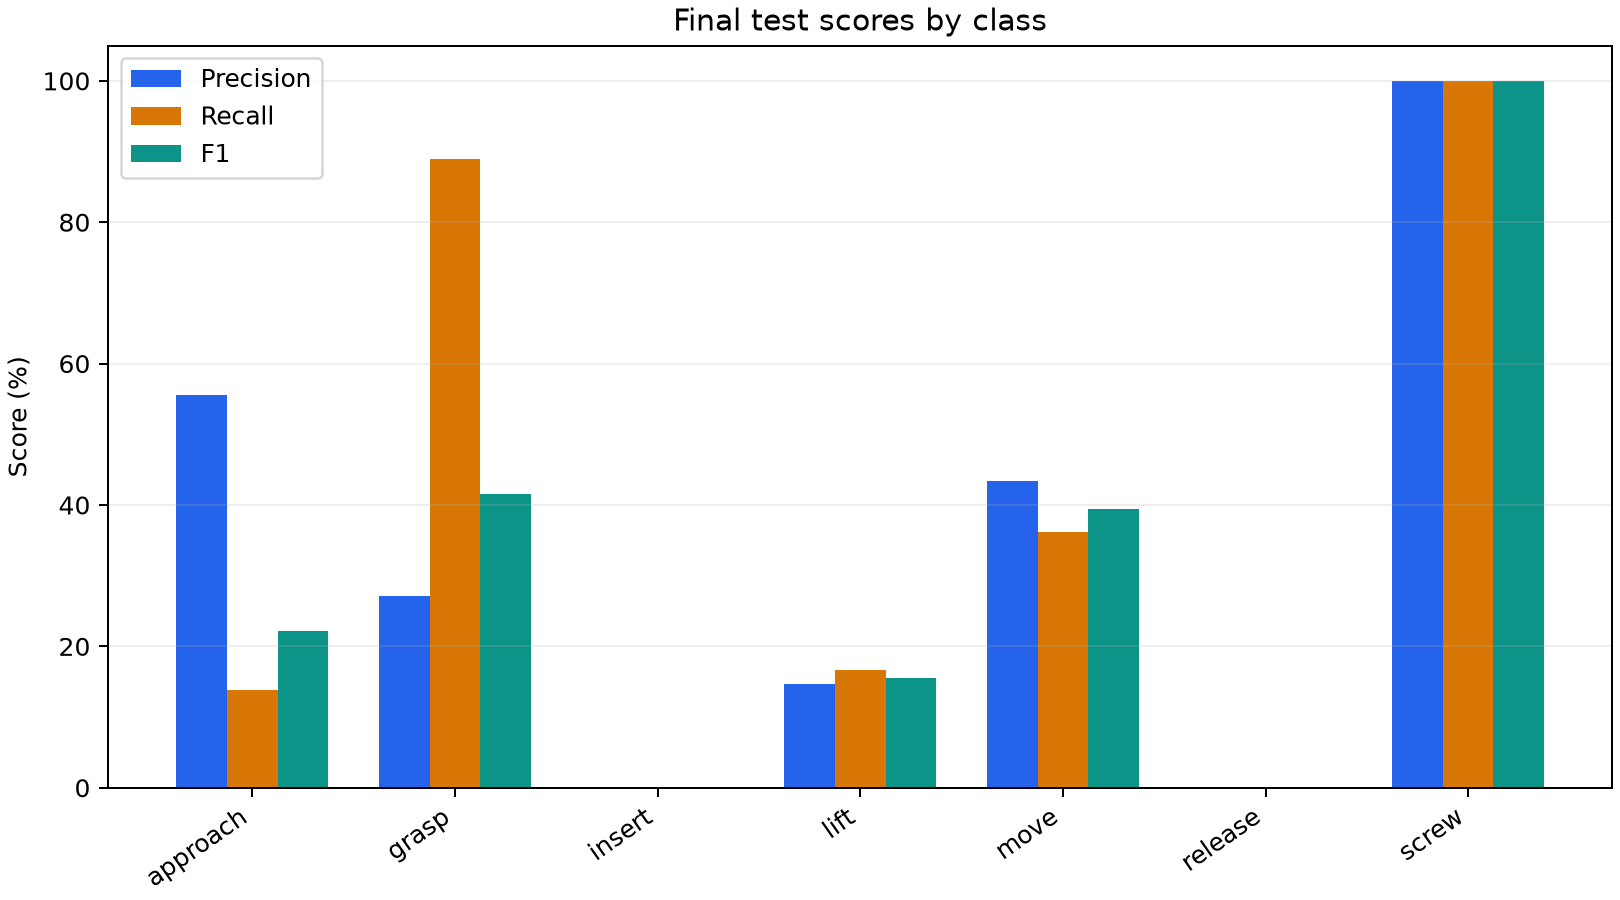 Final test scores by class
Precision
Recall
F1
Score (%)
100
80
60
40
20
0
approach
grasp
insert
lift
move
release
screw